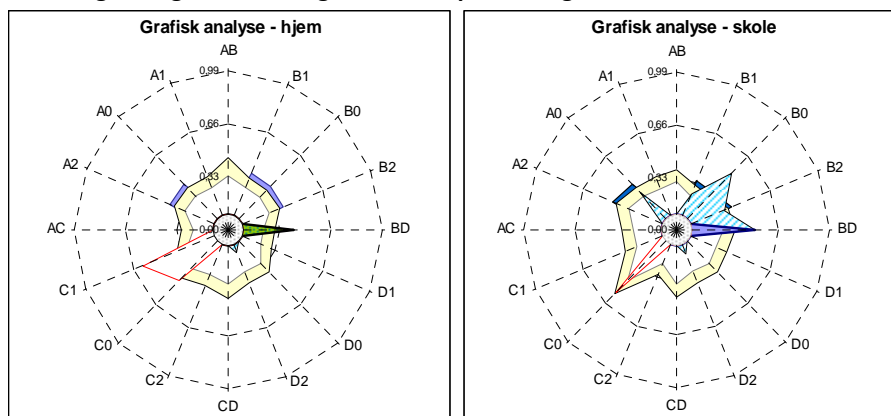 Grafisk analyse - hjem
AB
0,99
A1
B1
A0
B0
0,66
A2
B2
0,33
AC
0,00
BD
C1
D1
C0
D0
C2
D2
CD
Grafisk analyse - skole
AB
0,99
A1
B1
A0
B0
0,66
A2
B2
0,33
AC
0,00
BD
C1
D1
C0
D0
C2
D2
CD